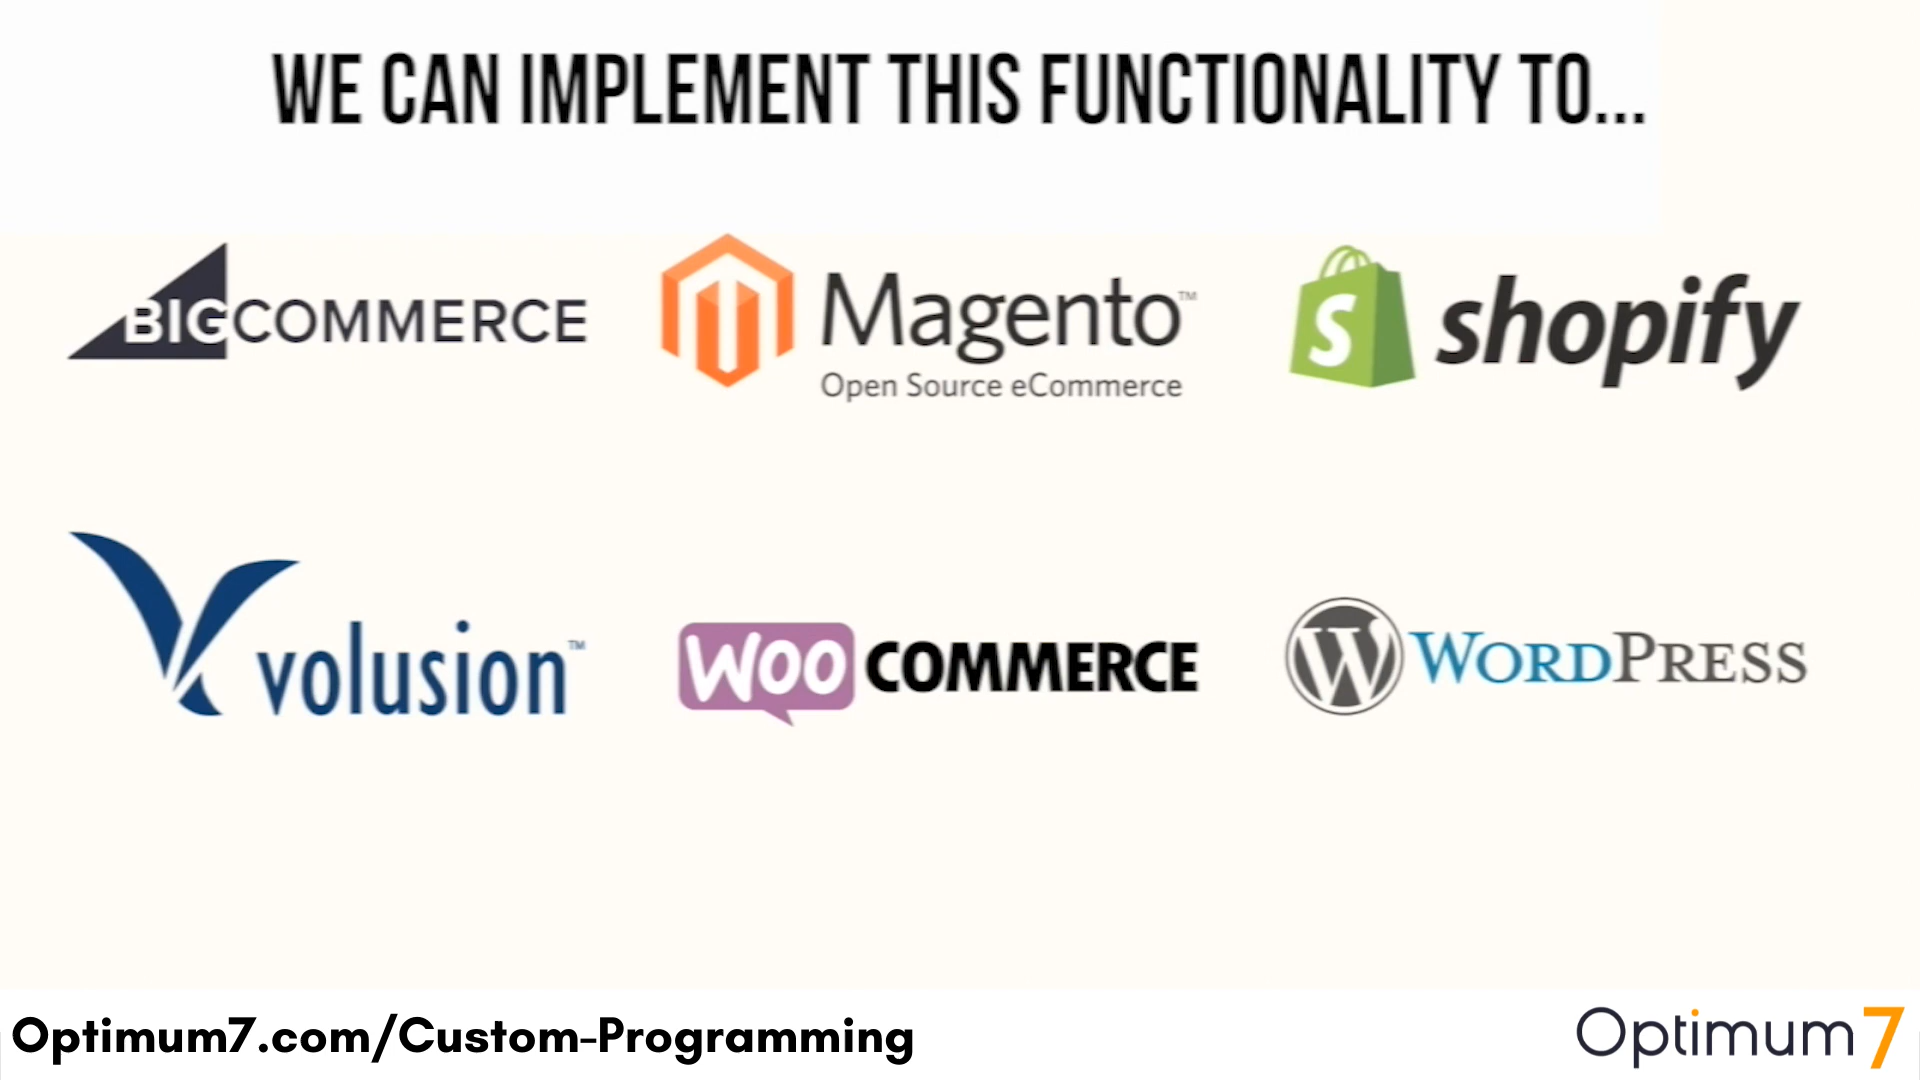 WE CAN IMPLEMENT THIS FUNCTIONALITY TO...
BIGCOMMERCE
Magento™
Open Source eCommerce
S shopify
volusion™
WOO COMMERCE
W WORDPRESS
Optimum7.com/Custom-Programming
Optimum7